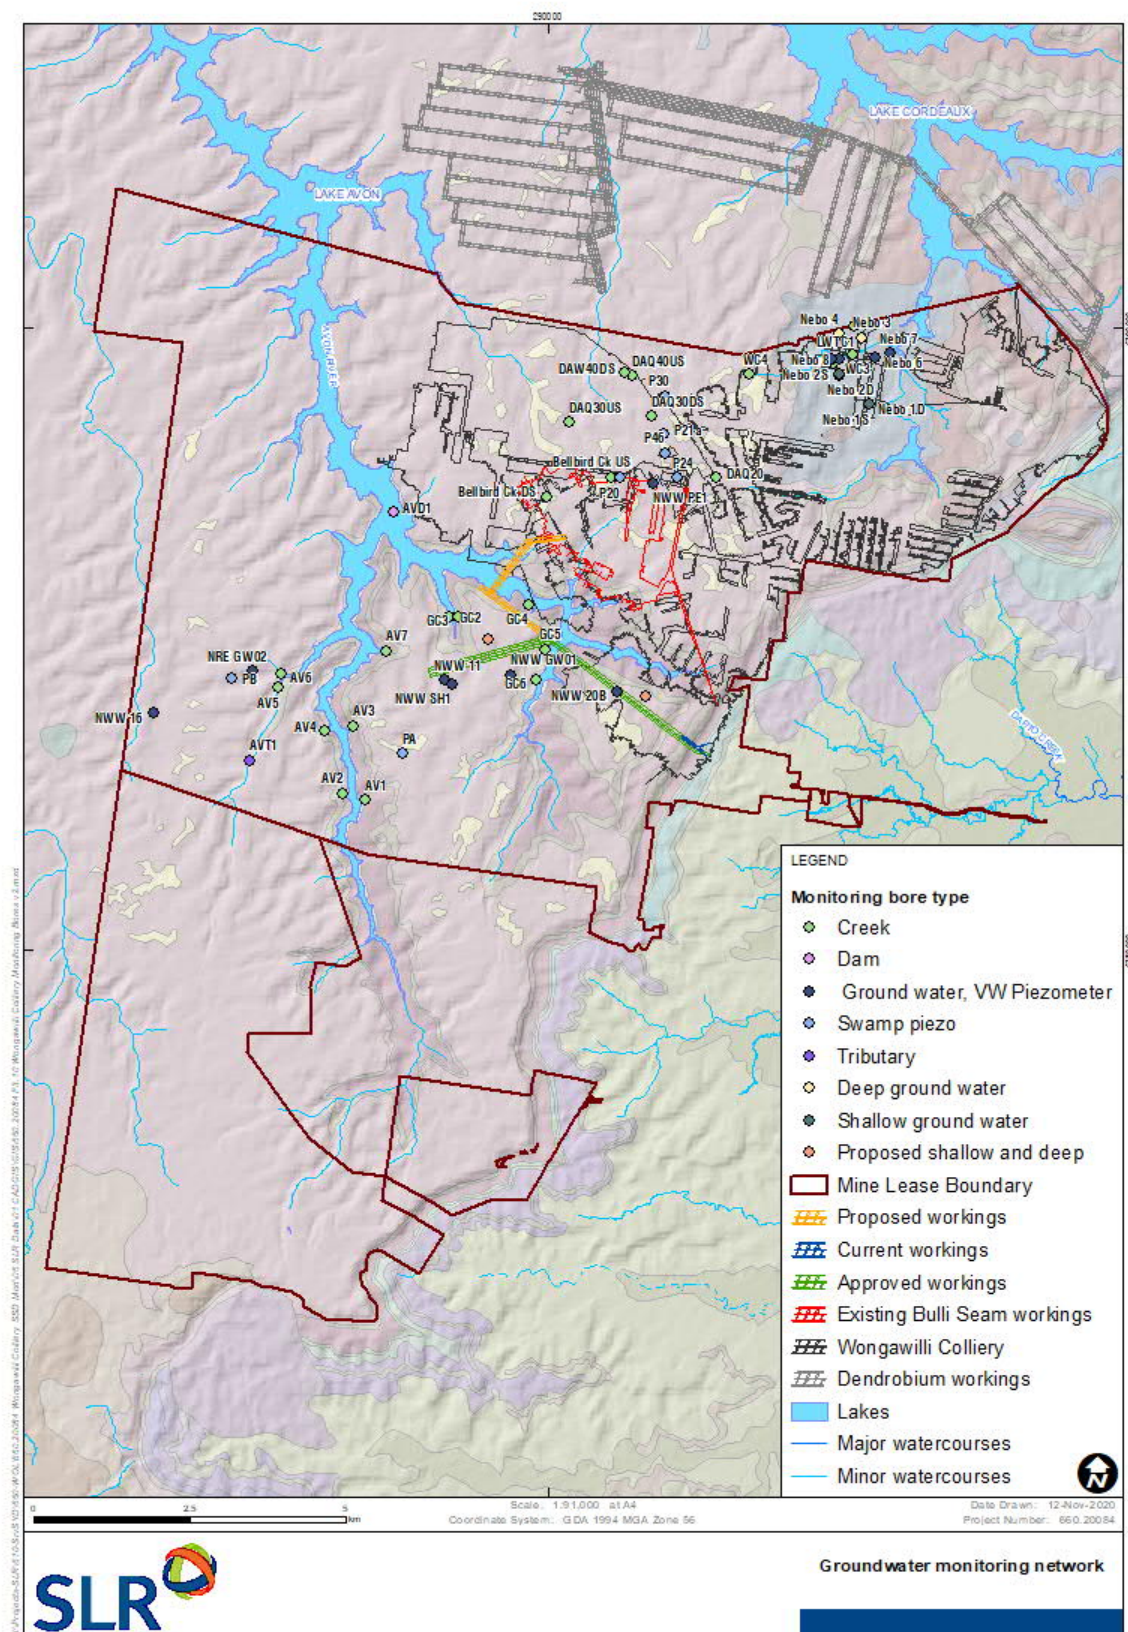 290000
LAKE CORDEAUX
LAKE AVON
AVON RIVER
Nebo 4
Nebo 3
LWTG1
Nebo 7
Nebo 8
WC3
Nebo 6
Nebo 2S
Nebo 2D
Nebo 1D
Nebo 1S
WC4
DAQ40US
DAW40DS
P30
DAQ30DS
DAQ30US
P21a
P46
Bellbird Ck US
P24
DAQ20
Bellbird Ck DS
P20
NWW PE1
AVD1
GC3
GC2
GC4
GC5
AV7
NWW GW01
NWW 11
NRE GW02
PB
AV6
GC6
NWW SH1
NWW 20B
AV5
NWW 16
AV4
AV3
PA
AVT1
AV2
AV1
LEGEND
Monitoring bore type
Creek
Dam
Ground water, VW Piezometer
Swamp piezo
Tributary
Deep ground water
Shallow ground water
Proposed shallow and deep
Mine Lease Boundary
Proposed workings
Current workings
Approved workings
Existing Bulli Seam workings
Wongawilli Colliery
Dendrobium workings
Lakes
Major watercourses
Minor watercourses
N
0 2.5 5
km
Scale: 1:91,000 at A4
Coordinate System: GDA 1994 MGA Zone 56
Date Drawn: 12-Nov-2020
Project Number: 660.20084
SLR
Groundwater monitoring network